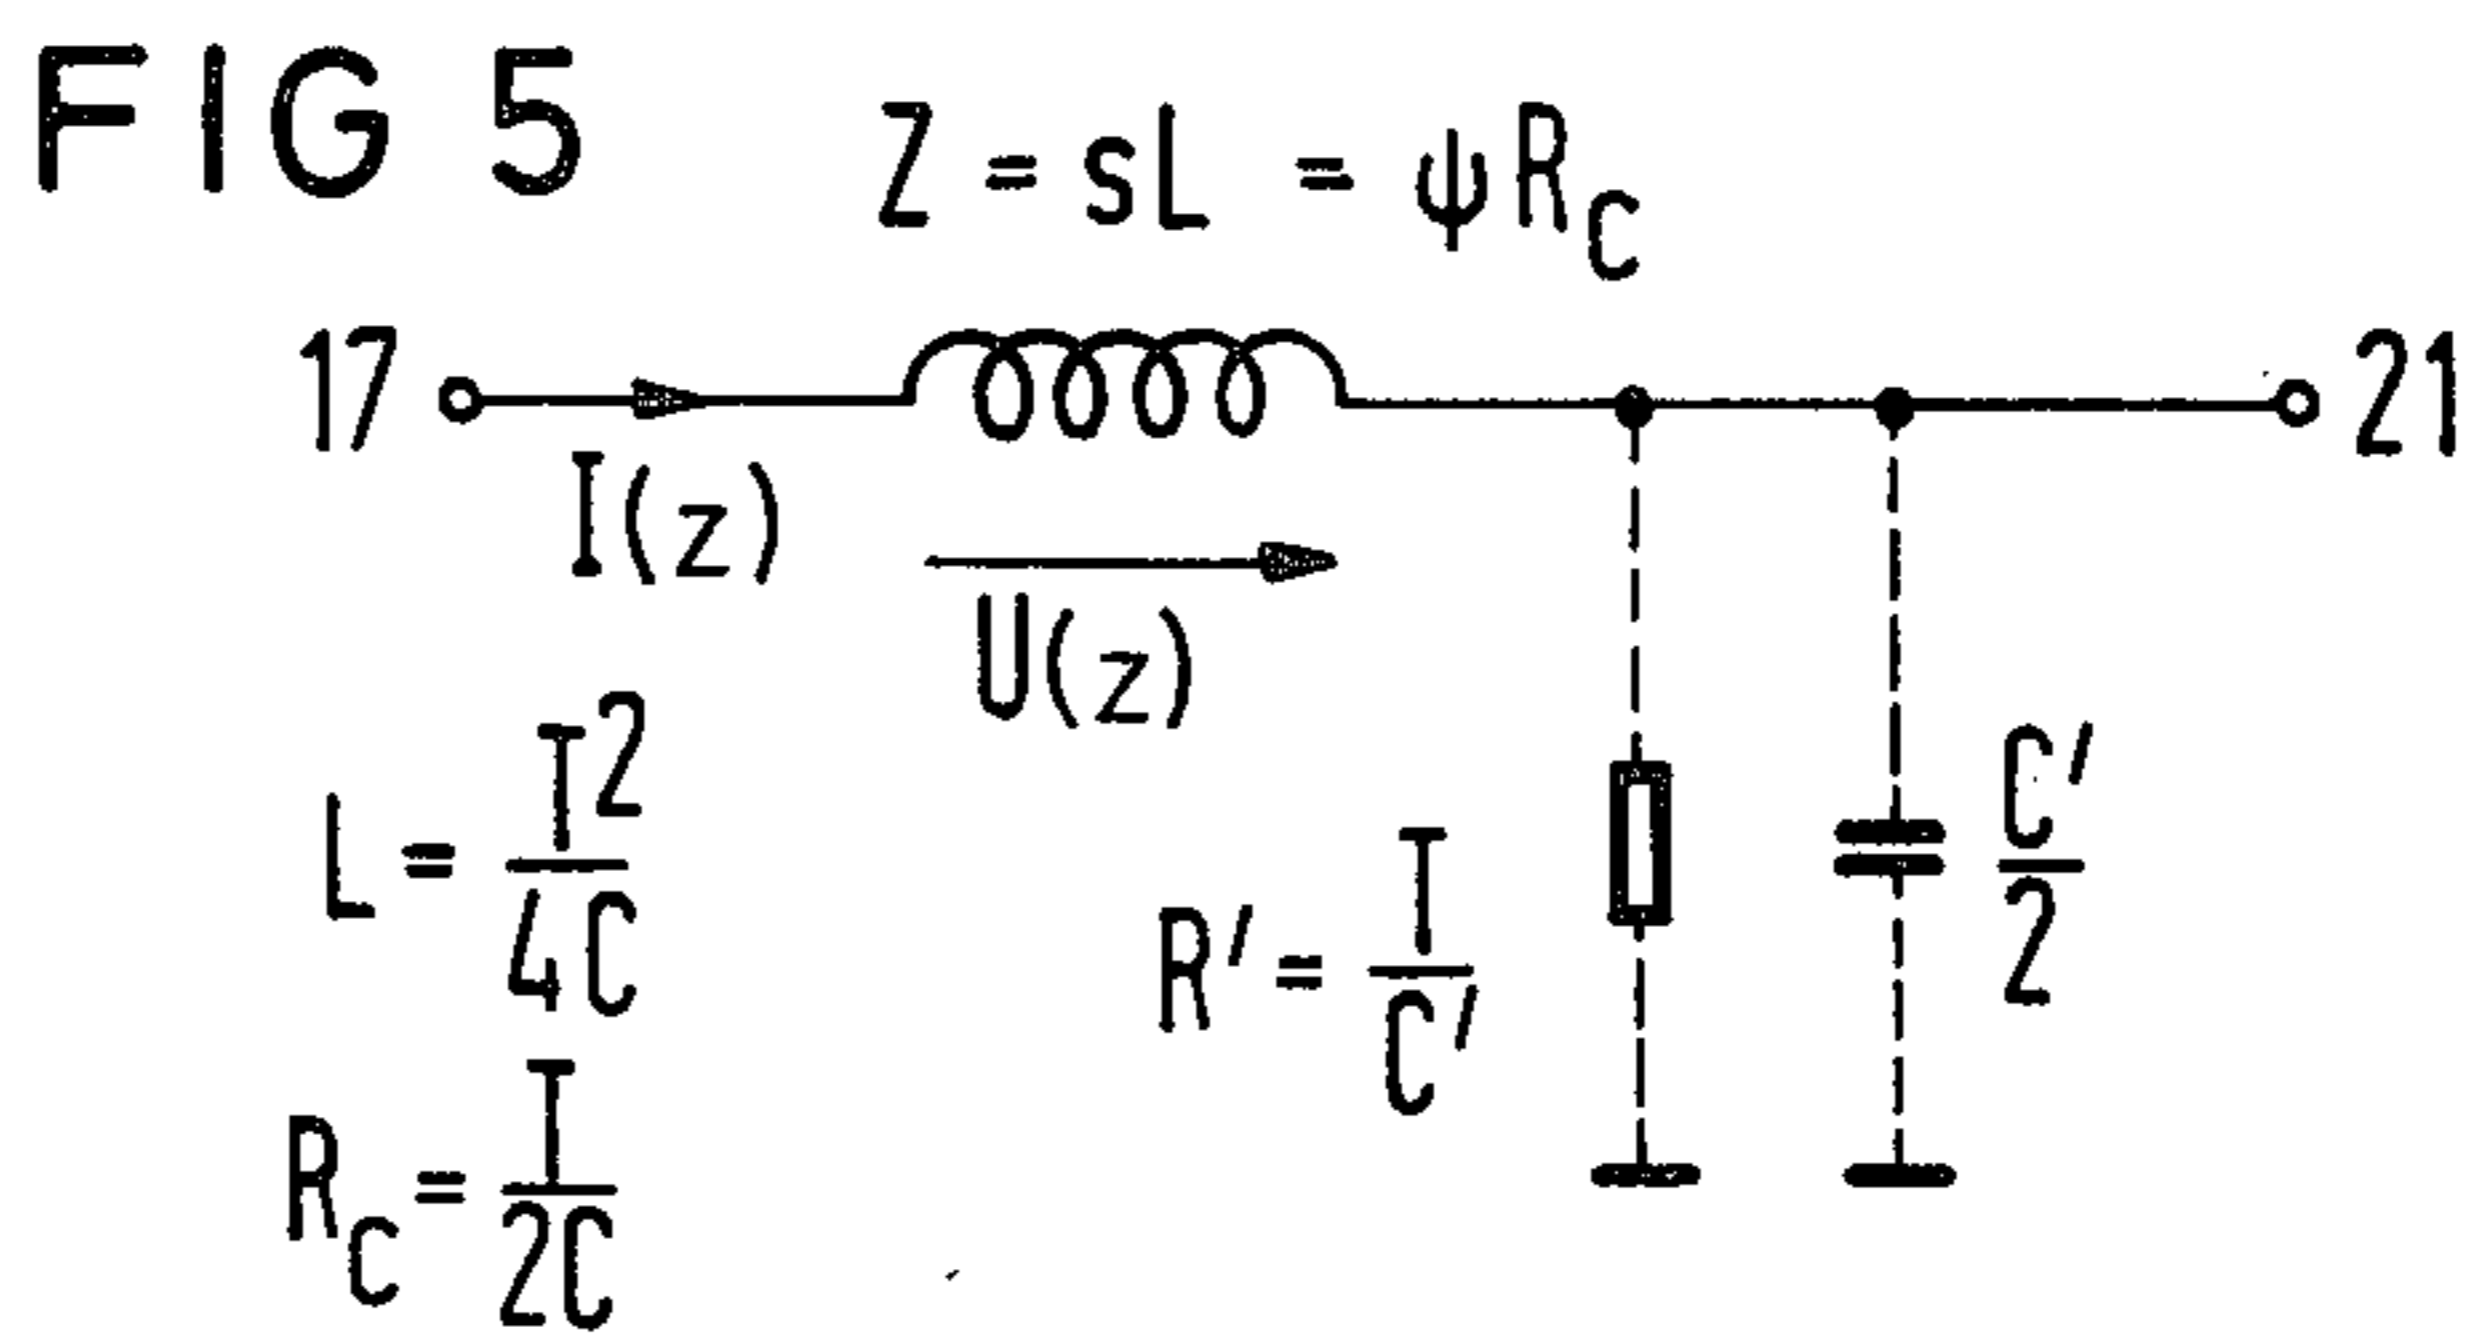 FIG 5
Z = sL = ψR_C
17
21
I(z)
U(z)
L = T²/4C
R' = T/C'
C'/2
R_C = T/2C